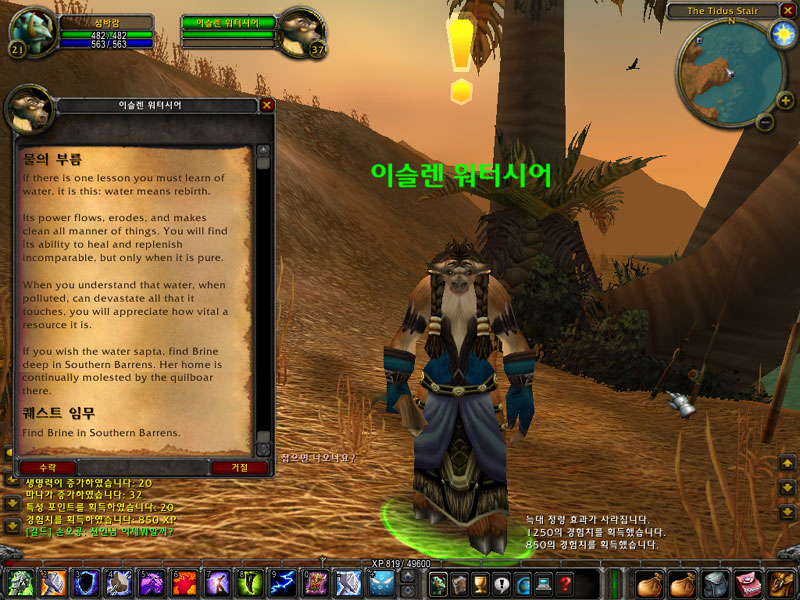 섬바람
482 / 482
563 / 563
21
이슬렌 워터시어
37
The Tidus Stair
N
이슬렌 워터시어
물의 부름
If there is one lesson you must learn of
water, it is this: water means rebirth.
Its power flows, erodes, and makes
clean all manner of things. You will find
its ability to heal and replenish
incomparable, but only when it is pure.
When you understand that water, when
polluted, can devastate all that it
touches, you will appreciate how vital a
resource it is.
If you wish the water sapta, find Brine
deep in Southern Barrens. Her home is
continually molested by the quilboar
there.
퀘스트 임무
Find Brine in Southern Barrens.
수락
거절
이슬렌 워터시어
잡으면 나오나요?
생명력이 증가하였습니다: 20
마나가 증가하였습니다: 32
특성 포인트를 획득하였습니다: 20
경험치를 획득하였습니다: 850 XP
[길드] 손오공:
늑대 정령 효과가 사라집니다.
1250의 경험치를 획득했습니다.
850의 경험치를 획득했습니다.
XP 819 / 49600